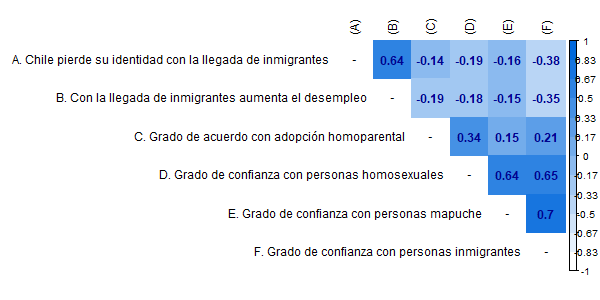 (A) (B) (C) (D) (E) (F)
A. Chile pierde su identidad con la llegada de inmigrantes - 0.64 -0.14 -0.19 -0.16 -0.38
B. Con la llegada de inmigrantes aumenta el desempleo - -0.19 -0.18 -0.15 -0.35
C. Grado de acuerdo con adopción homoparental - 0.34 0.15 0.21
D. Grado de confianza con personas homosexuales - 0.64 0.65
E. Grado de confianza con personas mapuche - 0.7
F. Grado de confianza con personas inmigrantes -
1
0.83
0.67
0.5
0.33
0.17
0
-0.17
-0.33
-0.5
-0.67
-0.83
-1